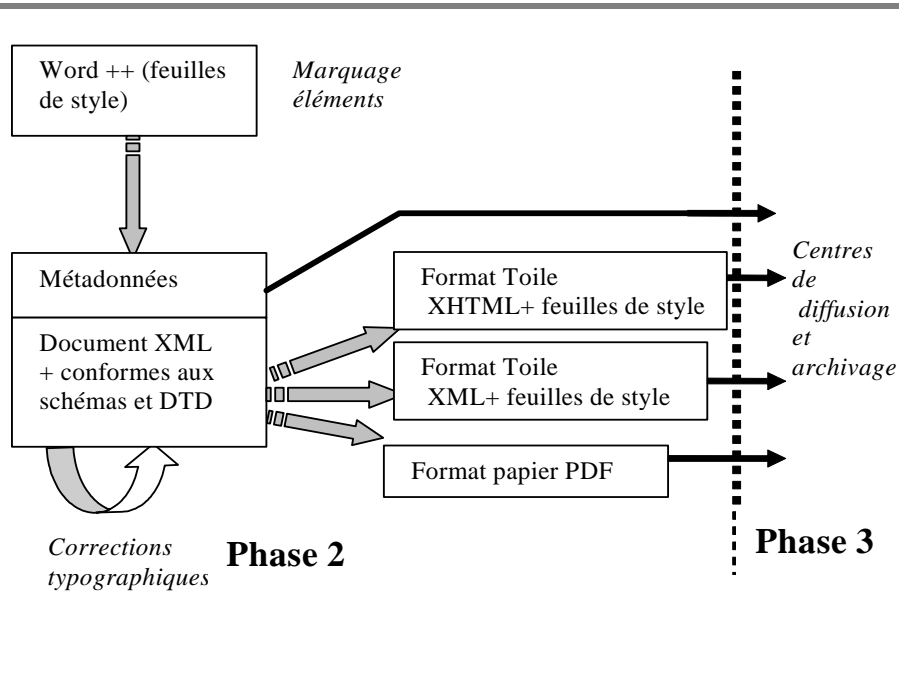 Word ++ (feuilles
de style)
Marquage
éléments
Métadonnées
Document XML
+ conformes aux
schémas et DTD
Format Toile
XHTML+ feuilles de style
Format Toile
XML+ feuilles de style
Format papier PDF
Centres
de
diffusion
et
archivage
Corrections
typographiques
Phase 2
Phase 3